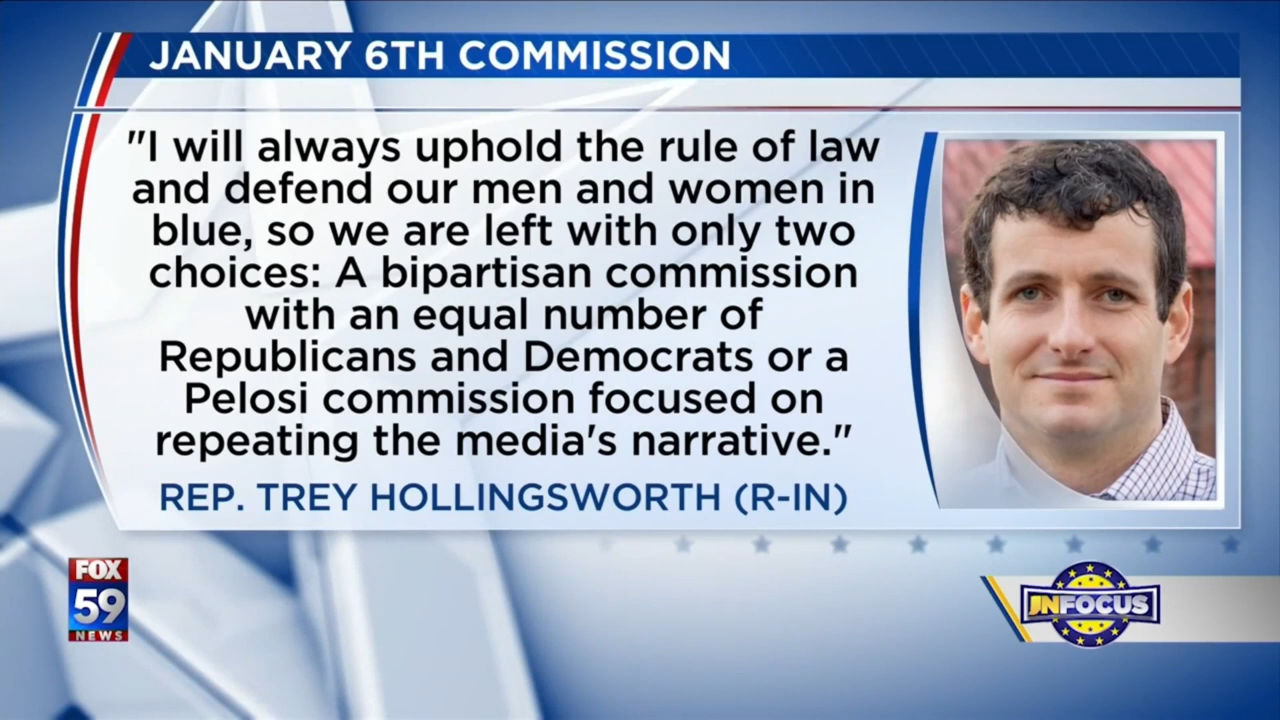 JANUARY 6TH COMMISSION
"I will always uphold the rule of law
and defend our men and women in
blue, so we are left with only two
choices: A bipartisan commission
with an equal number of
Republicans and Democrats or a
Pelosi commission focused on
repeating the media's narrative."
REP. TREY HOLLINGSWORTH (R-IN)
FOX
59
NEWS
INFOCUS